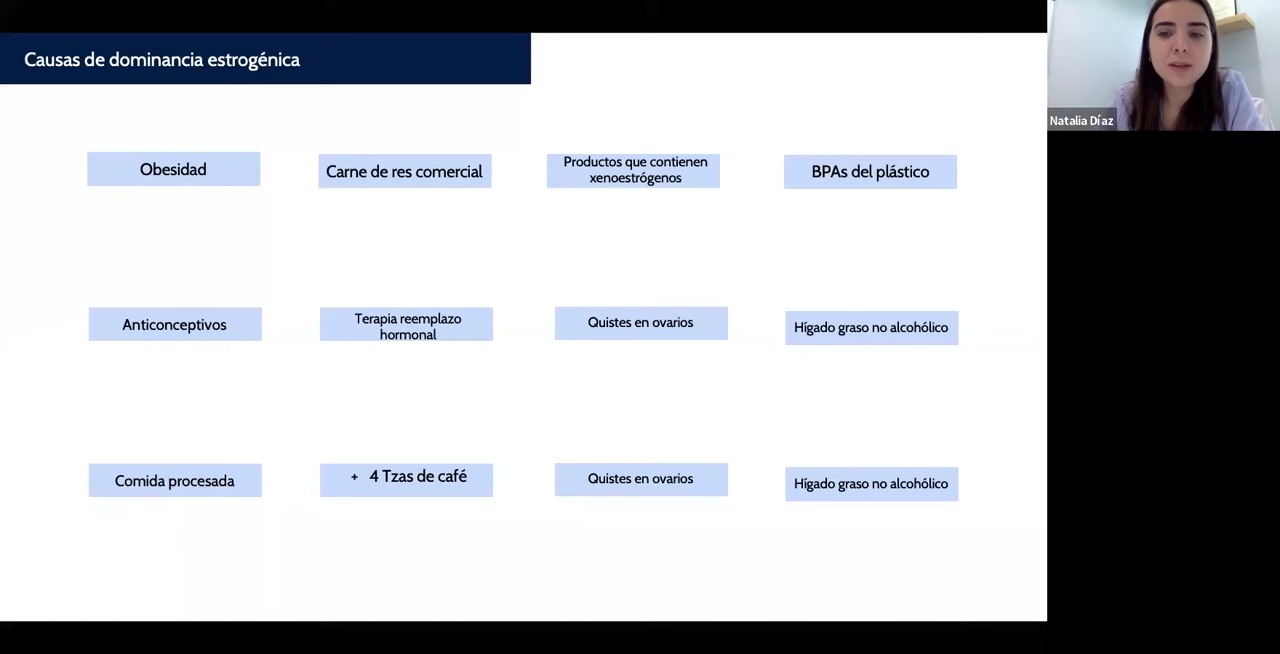 Causas de dominancia estrogénica
Natalia Díaz
Obesidad
Carne de res comercial
Productos que contienen
xenoestrógenos
BPAs del plástico
Anticonceptivos
Terapia reemplazo
hormonal
Quistes en ovarios
Hígado graso no alcohólico
Comida procesada
+ 4 Tzas de café
Quistes en ovarios
Hígado graso no alcohólico